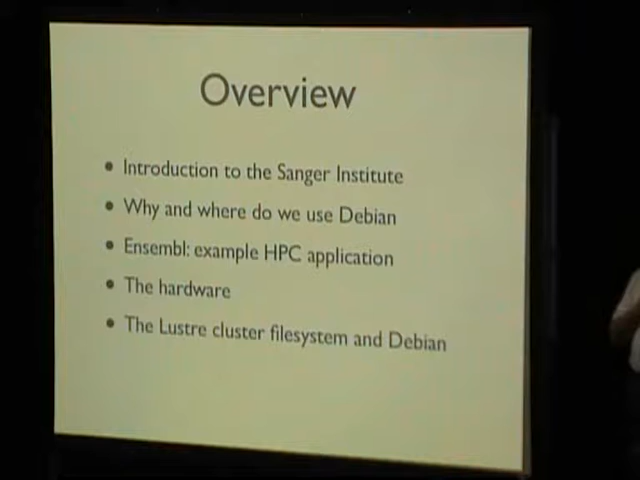 Overview
• Introduction to the Sanger Institute
• Why and where do we use Debian
• Ensembl: example HPC application
• The hardware
• The Lustre cluster filesystem and Debian